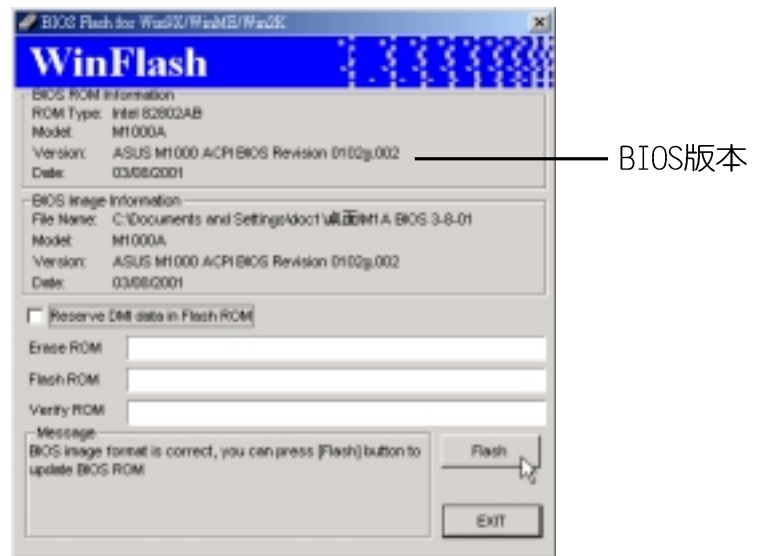 BIOS Flash for Win9X/WinME/Win2K
WinFlash
BIOS ROM Information
ROM Type: Intel 82802AB
Model: M1000A
Version: ASUS M1000 ACPI BIOS Revision 0102g.002
Date: 03/08/2001
BIOS版本
BIOS Image Information
File Name: C:\Documents and Settings\doc1\桌面\M1A BIOS 3-8-01
Model: M1000A
Version: ASUS M1000 ACPI BIOS Revision 0102g.002
Date: 03/08/2001
Reserve DMI data in Flash ROM
Erase ROM
Flash ROM
Verify ROM
Message
BIOS image format is correct, you can press [Flash] button to
update BIOS ROM
Flash
EXIT